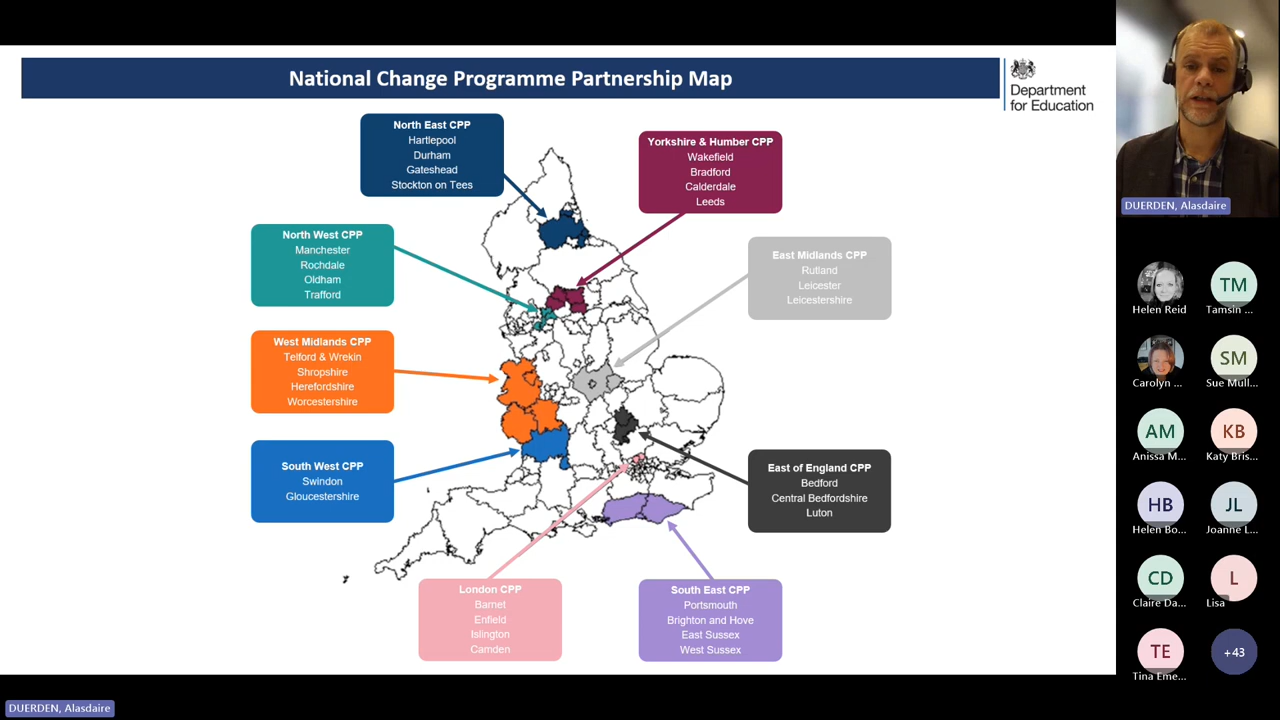 National Change Programme Partnership Map
Department
for Education
North East CPP
Hartlepool
Durham
Gateshead
Stockton on Tees
Yorkshire & Humber CPP
Wakefield
Bradford
Calderdale
Leeds
North West CPP
Manchester
Rochdale
Oldham
Trafford
East Midlands CPP
Rutland
Leicester
Leicestershire
West Midlands CPP
Telford & Wrekin
Shropshire
Herefordshire
Worcestershire
South West CPP
Swindon
Gloucestershire
East of England CPP
Bedford
Central Bedfordshire
Luton
London CPP
Barnet
Enfield
Islington
Camden
South East CPP
Portsmouth
Brighton and Hove
East Sussex
West Sussex
DUERDEN, Alasdaire
Helen Reid
TM
Tamsin ...
Carolyn ...
SM
Sue Mull...
AM
Anissa M...
KB
Katy Bris...
HB
Helen Bo...
JL
Joanne L...
CD
Claire Da...
L
Lisa
TE
Tina Eme...
+43
DUERDEN, Alasdaire